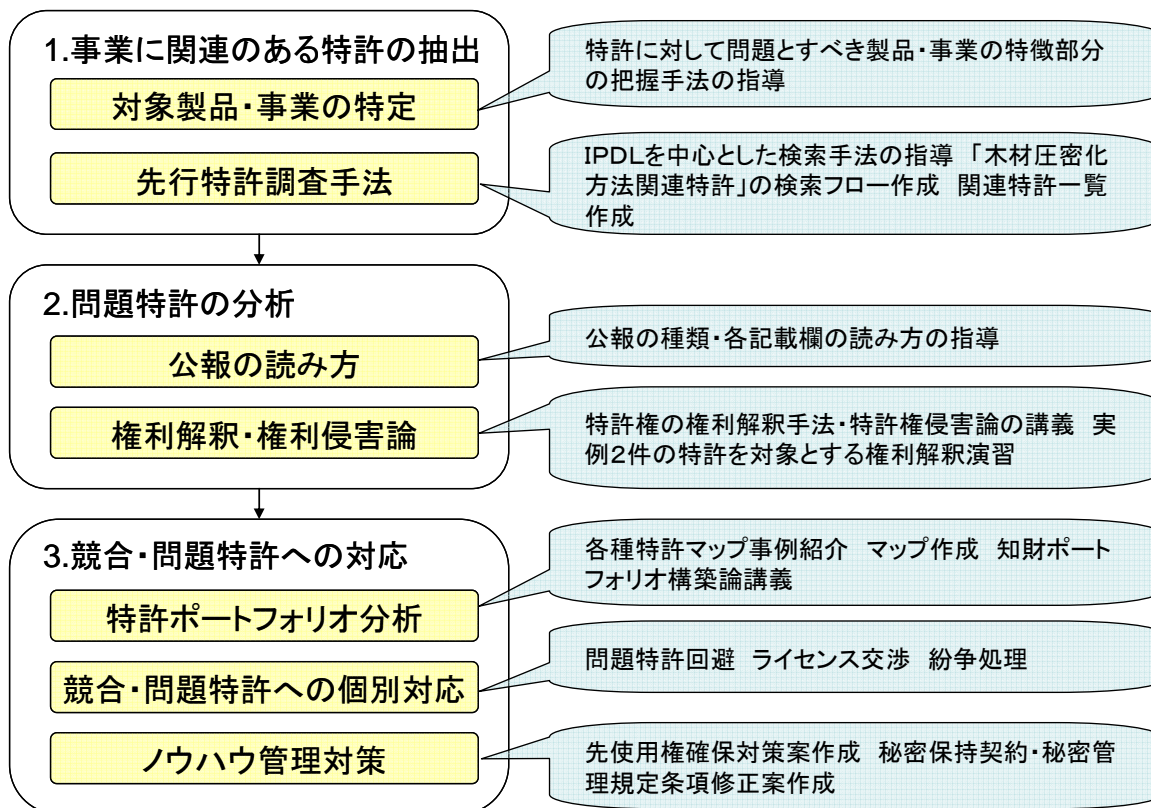 1.事業に関連のある特許の抽出
対象製品・事業の特定
特許に対して問題とすべき製品・事業の特徴部分
の把握手法の指導
先行特許調査手法
IPDLを中心とした検索手法の指導　「木材圧密化
方法関連特許」の検索フロー作成　関連特許一覧
作成
2.問題特許の分析
公報の読み方
公報の種類・各記載欄の読み方の指導
権利解釈・権利侵害論
特許権の権利解釈手法・特許権侵害論の講義　実
例2件の特許を対象とする権利解釈演習
3.競合・問題特許への対応
特許ポートフォリオ分析
各種特許マップ事例紹介　マップ作成　知財ポート
フォリオ構築論講義
競合・問題特許への個別対応
問題特許回避　ライセンス交渉　紛争処理
ノウハウ管理対策
先使用権確保対策案作成　秘密保持契約・秘密管
理規定条項修正案作成